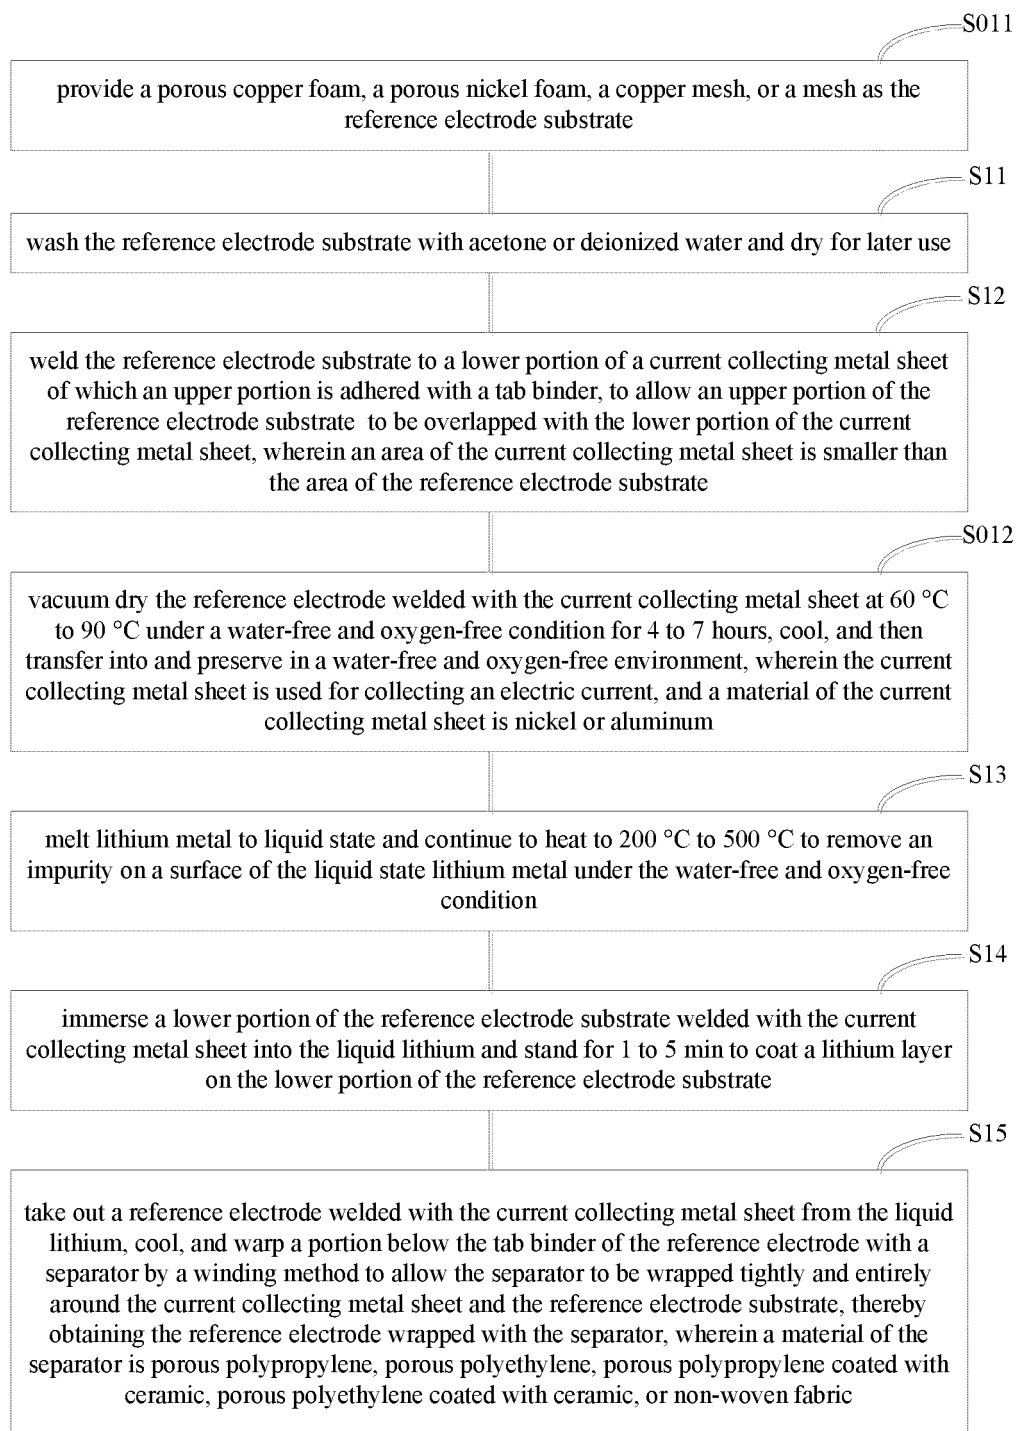 S011
provide a porous copper foam, a porous nickel foam, a copper mesh, or a mesh as the
reference electrode substrate
S11
wash the reference electrode substrate with acetone or deionized water and dry for later use
S12
weld the reference electrode substrate to a lower portion of a current collecting metal sheet
of which an upper portion is adhered with a tab binder, to allow an upper portion of the
reference electrode substrate to be overlapped with the lower portion of the current
collecting metal sheet, wherein an area of the current collecting metal sheet is smaller than
the area of the reference electrode substrate
S012
vacuum dry the reference electrode welded with the current collecting metal sheet at 60 °C
to 90 °C under a water-free and oxygen-free condition for 4 to 7 hours, cool, and then
transfer into and preserve in a water-free and oxygen-free environment, wherein the current
collecting metal sheet is used for collecting an electric current, and a material of the current
collecting metal sheet is nickel or aluminum
S13
melt lithium metal to liquid state and continue to heat to 200 °C to 500 °C to remove an
impurity on a surface of the liquid state lithium metal under the water-free and oxygen-free
condition
S14
immerse a lower portion of the reference electrode substrate welded with the current
collecting metal sheet into the liquid lithium and stand for 1 to 5 min to coat a lithium layer
on the lower portion of the reference electrode substrate
S15
take out a reference electrode welded with the current collecting metal sheet from the liquid
lithium, cool, and warp a portion below the tab binder of the reference electrode with a
separator by a winding method to allow the separator to be wrapped tightly and entirely
around the current collecting metal sheet and the reference electrode substrate, thereby
obtaining the reference electrode wrapped with the separator, wherein a material of the
separator is porous polypropylene, porous polyethylene, porous polypropylene coated with
ceramic, porous polyethylene coated with ceramic, or non-woven fabric